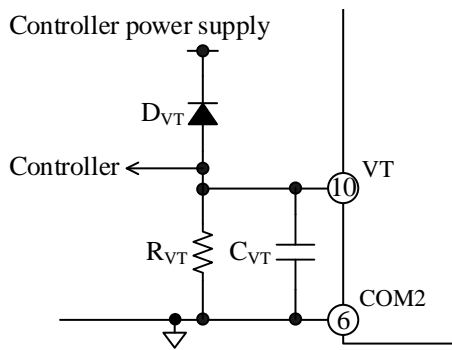 Controller power supply
DVT
Controller
VT
10
RVT
CVT
COM2
6